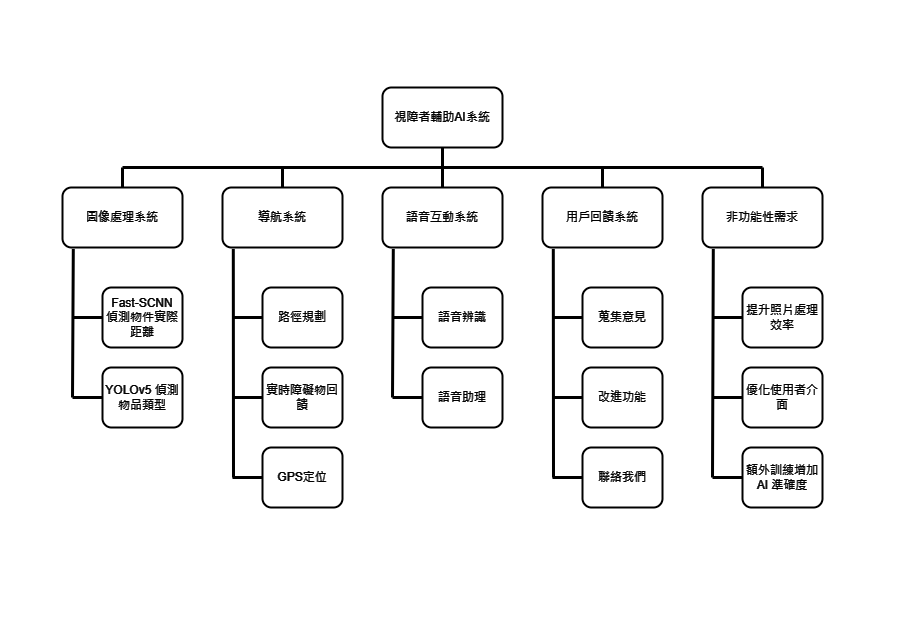 視障者輔助AI系統
圖像處理系統
導航系統
語音互動系統
用戶回饋系統
非功能性需求
Fast-SCNN
偵測物件實際
距離
YOLOv5 偵測
物品類型
路徑規劃
實時障礙物回
饋
GPS定位
語音辨識
語音助理
蒐集意見
改進功能
聯絡我們
提升照片處理
效率
優化使用者介
面
額外訓練增加
AI 準確度